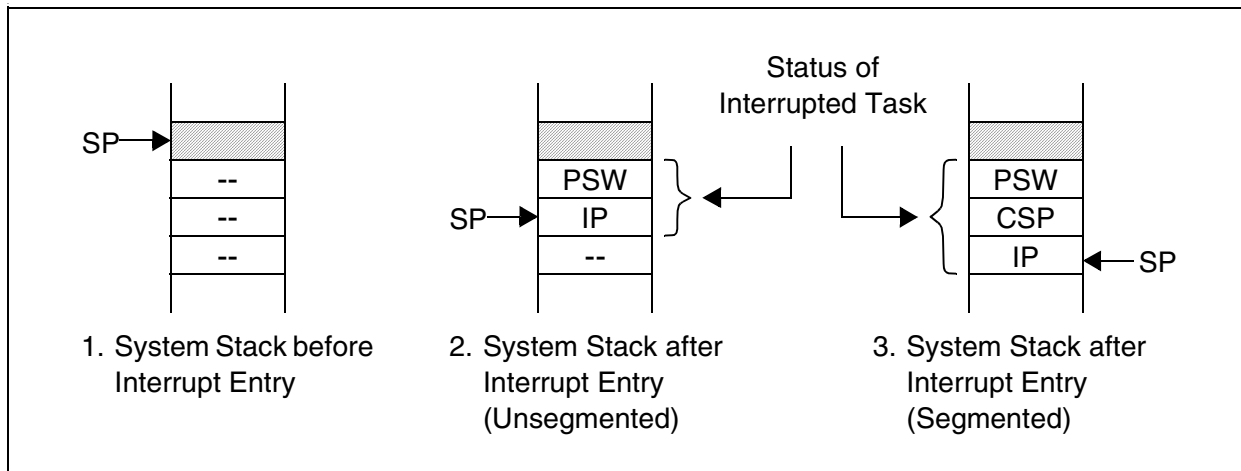 Status of
Interrupted Task
SP
--
--
--
PSW
SP
IP
--
PSW
CSP
IP
SP
1. System Stack before
Interrupt Entry
2. System Stack after
Interrupt Entry
(Unsegmented)
3. System Stack after
Interrupt Entry
(Segmented)